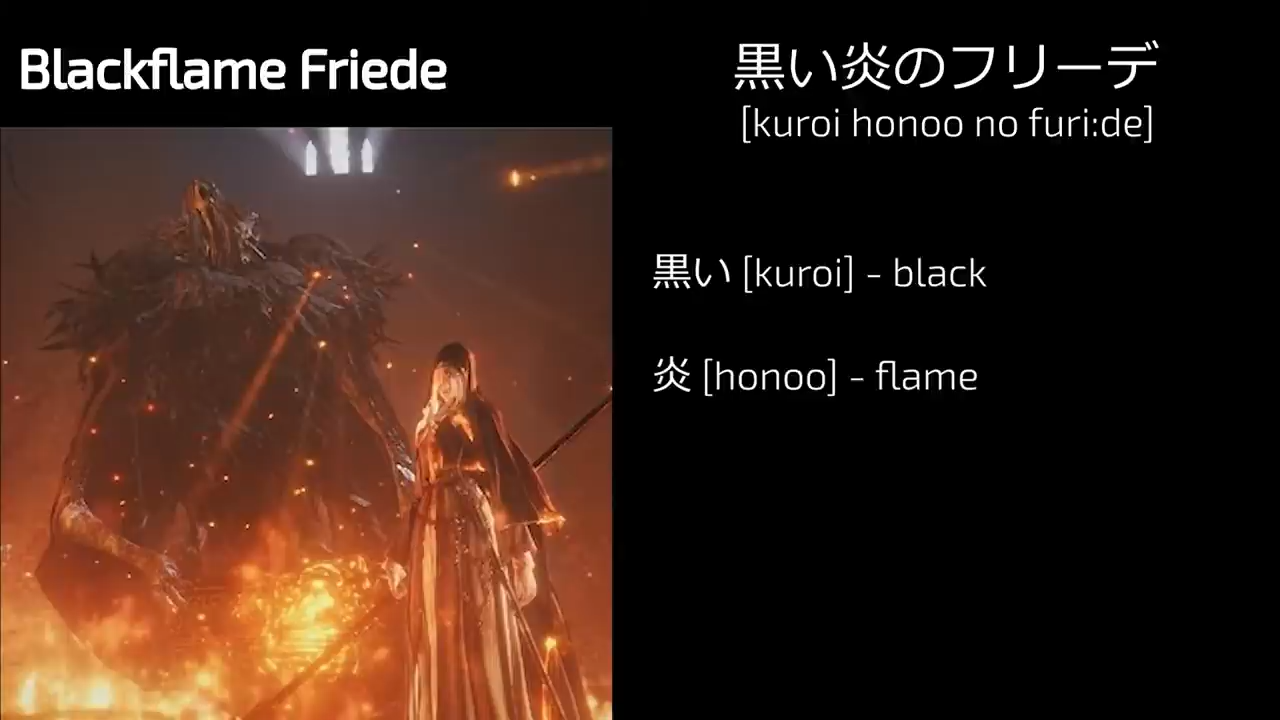 Blackflame Friede
黒い炎のフリーデ
[kuroi honoo no furi:de]
黒い [kuroi] - black
炎 [honoo] - flame